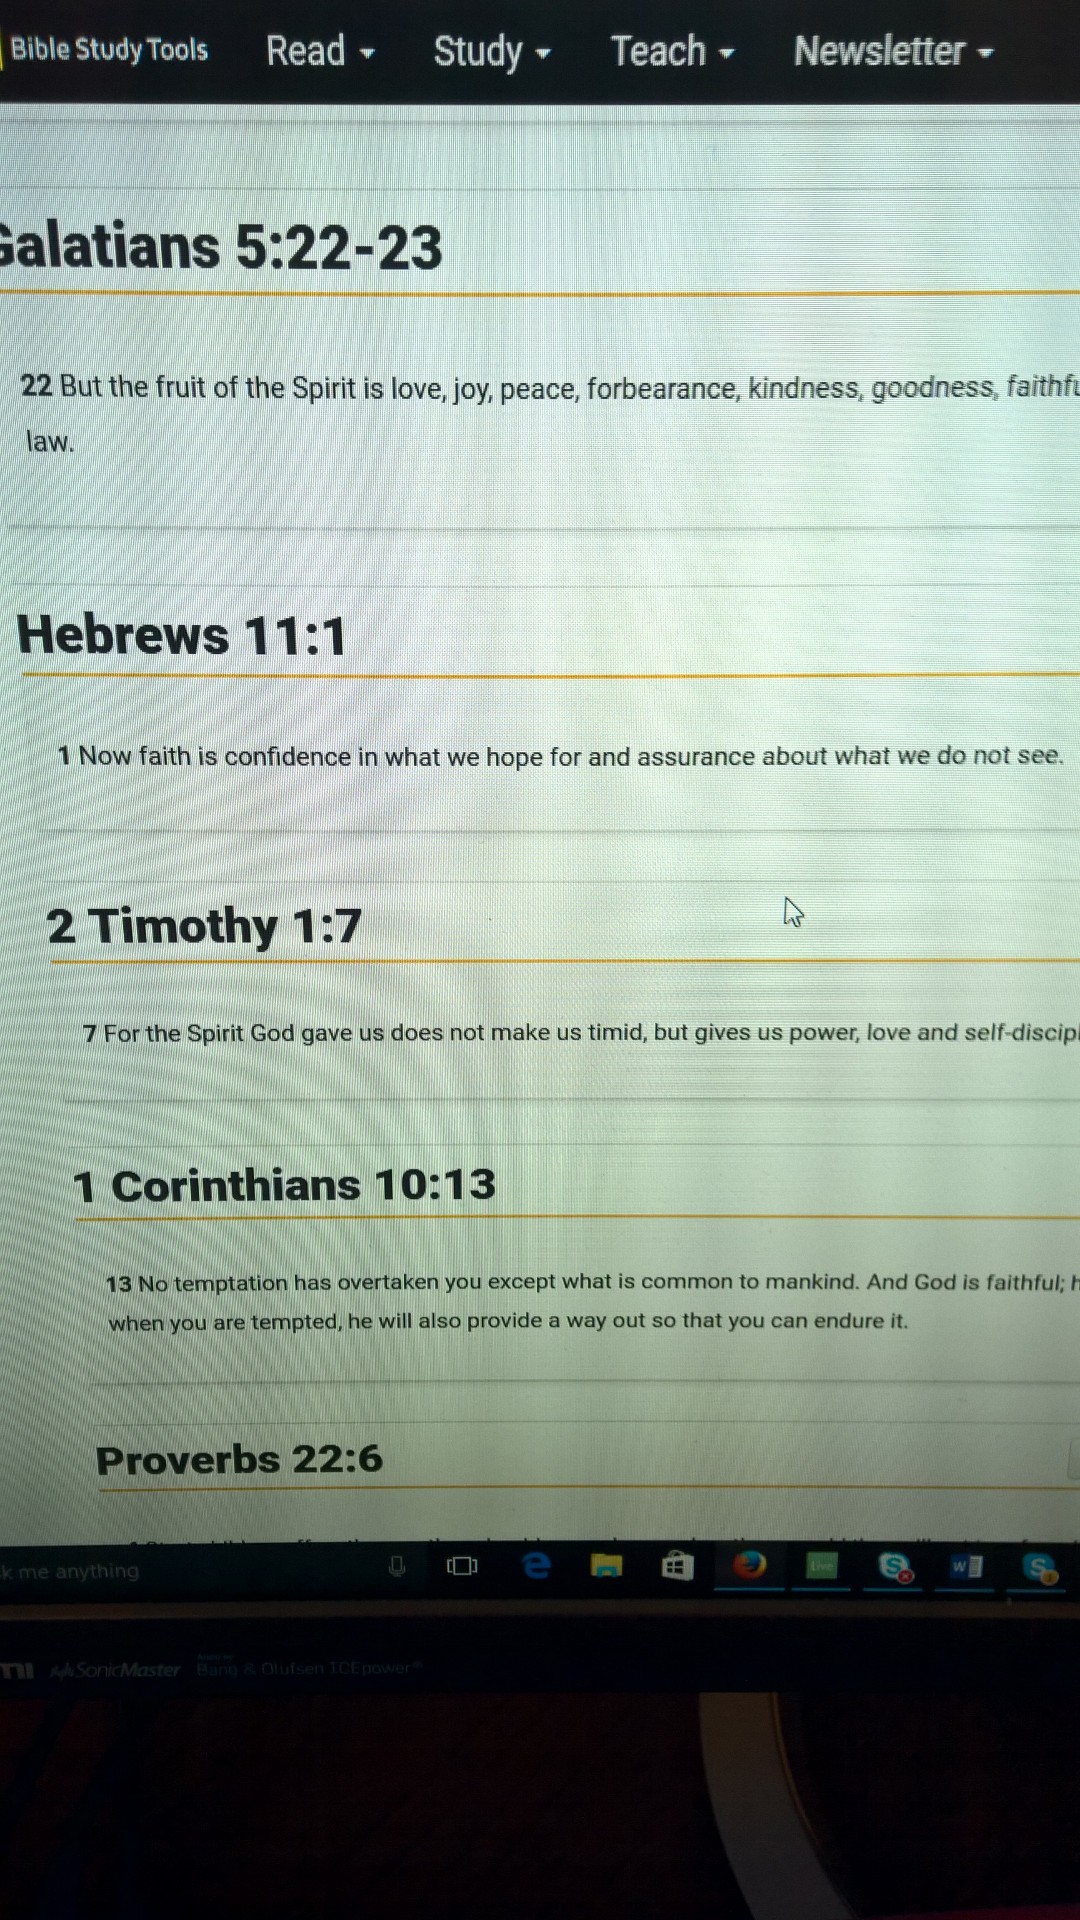 Bible Study Tools Read Study Teach Newsletter
Galatians 5:22-23
22 But the fruit of the Spirit is love, joy, peace, forbearance, kindness, goodness, faithfu
law.
Hebrews 11:1
1 Now faith is confidence in what we hope for and assurance about what we do not see.
2 Timothy 1:7
7 For the Spirit God gave us does not make us timid, but gives us power, love and self-discipl
1 Corinthians 10:13
13 No temptation has overtaken you except what is common to mankind. And God is faithful; h
when you are tempted, he will also provide a way out so that you can endure it.
Proverbs 22:6
k me anything
Live
SonicMaster Bang & Olufsen ICEpower®